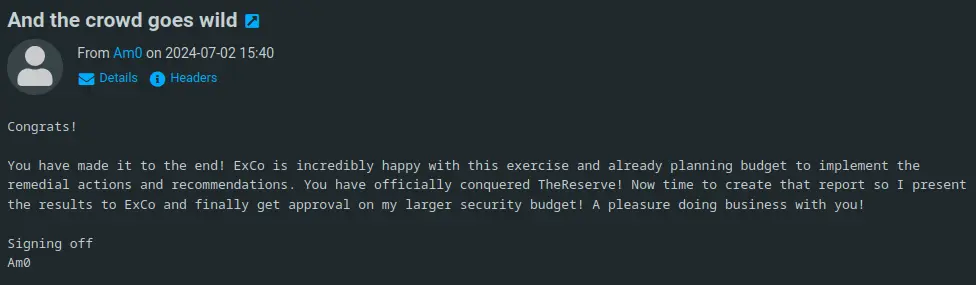 And the crowd goes wild
From Am0 on 2024-07-02 15:40
Details Headers
Congrats!
You have made it to the end! ExCo is incredibly happy with this exercise and already planning budget to implement the
remedial actions and recommendations. You have officially conquered TheReserve! Now time to create that report so I present
the results to ExCo and finally get approval on my larger security budget! A pleasure doing business with you!
Signing off
Am0